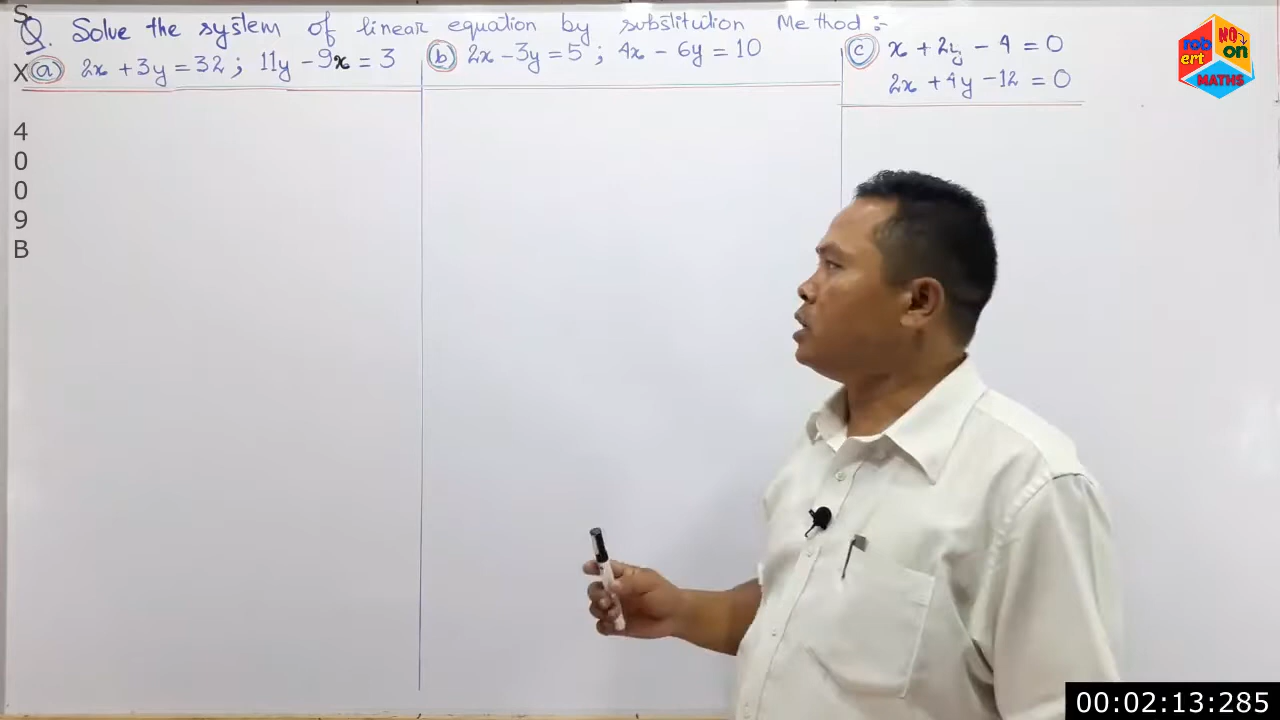 Q. Solve the system of linear equation by substitution Method :-
(a) 2x + 3y = 32 ; 11y - 9x = 3
(b) 2x - 3y = 5 ; 4x - 6y = 10
(c) x + 2y - 4 = 0
2x + 4y - 12 = 0
rob
ert
NO
on
MATHS
S
X
4
0
0
9
B
00:02:13:285